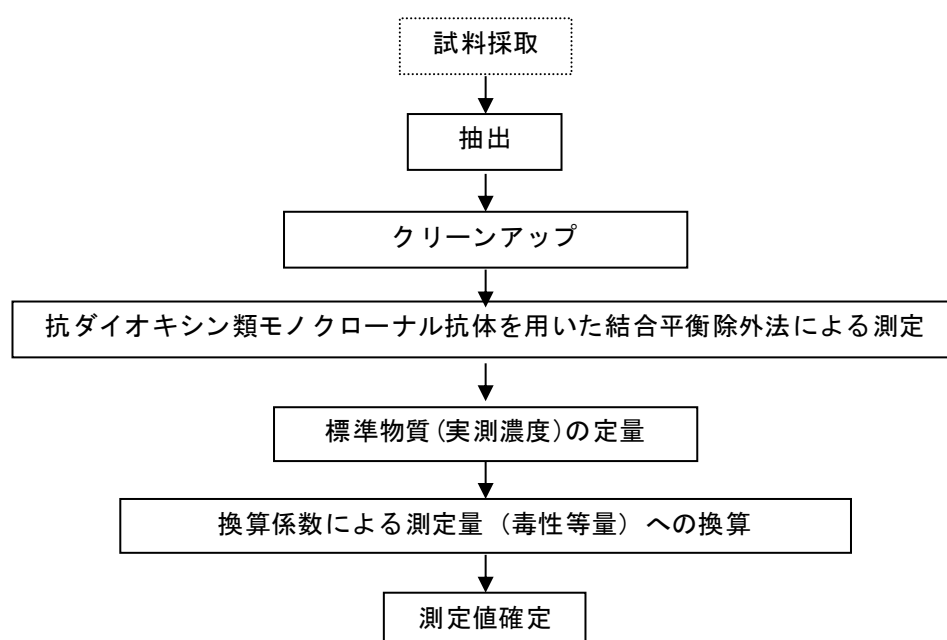 試料採取
抽出
クリーンアップ
抗ダイオキシン類モノクローナル抗体を用いた結合平衡除外法による測定
標準物質(実測濃度)の定量
換算係数による測定量（毒性等量）への換算
測定値確定